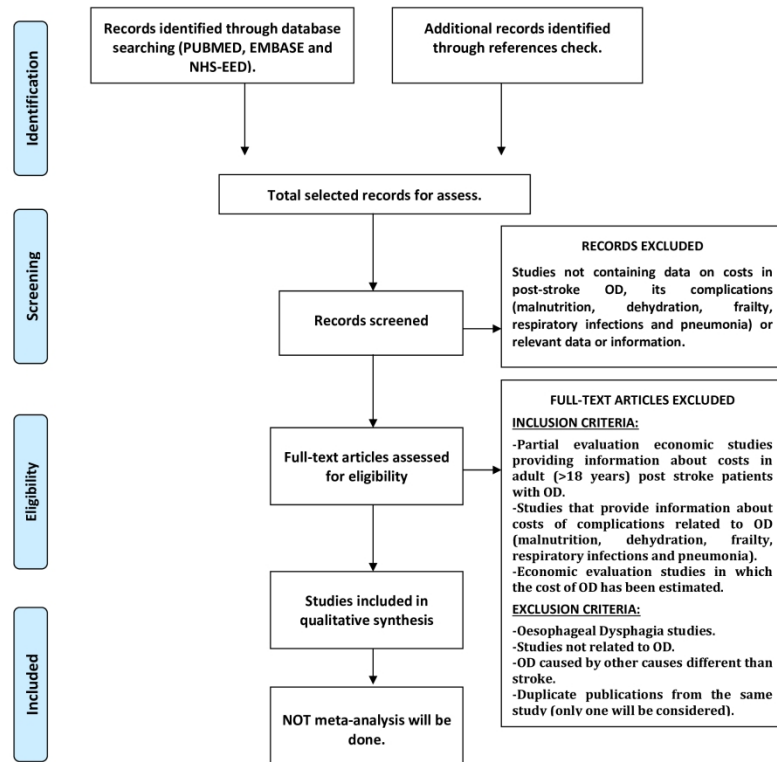 Identification
Records identified through database
searching (PUBMED, EMBASE and
NHS-EED).
Additional records identified
through references check.
Total selected records for assess.
Screening
Records screened
RECORDS EXCLUDED
Studies not containing data on costs in
post-stroke OD, its complications
(malnutrition, dehydration, frailty,
respiratory infections and pneumonia) or
relevant data or information.
Eligibility
Full-text articles assessed
for eligibility
FULL-TEXT ARTICLES EXCLUDED
INCLUSION CRITERIA:
-Partial evaluation economic studies
providing information about costs in
adult (>18 years) post stroke patients
with OD.
-Studies that provide information about
costs of complications related to OD
(malnutrition, dehydration, frailty,
respiratory infections and pneumonia).
-Economic evaluation studies in which
the cost of OD has been estimated.
EXCLUSION CRITERIA:
-Oesophageal Dysphagia studies.
-Studies not related to OD.
-OD caused by other causes different than
stroke.
-Duplicate publications from the same
study (only one will be considered).
Studies included in
qualitative synthesis
Included
NOT meta-analysis will be
done.